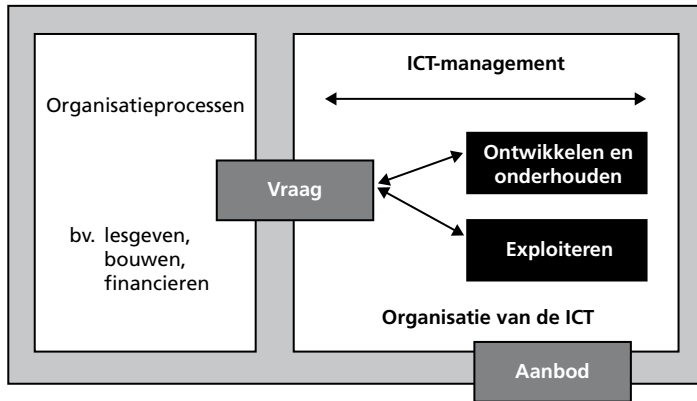 Organisatieprocessen
bv. lesgeven,
bouwen,
financieren
Vraag
ICT-management
Ontwikkelen en
onderhouden
Exploiteren
Organisatie van de ICT
Aanbod